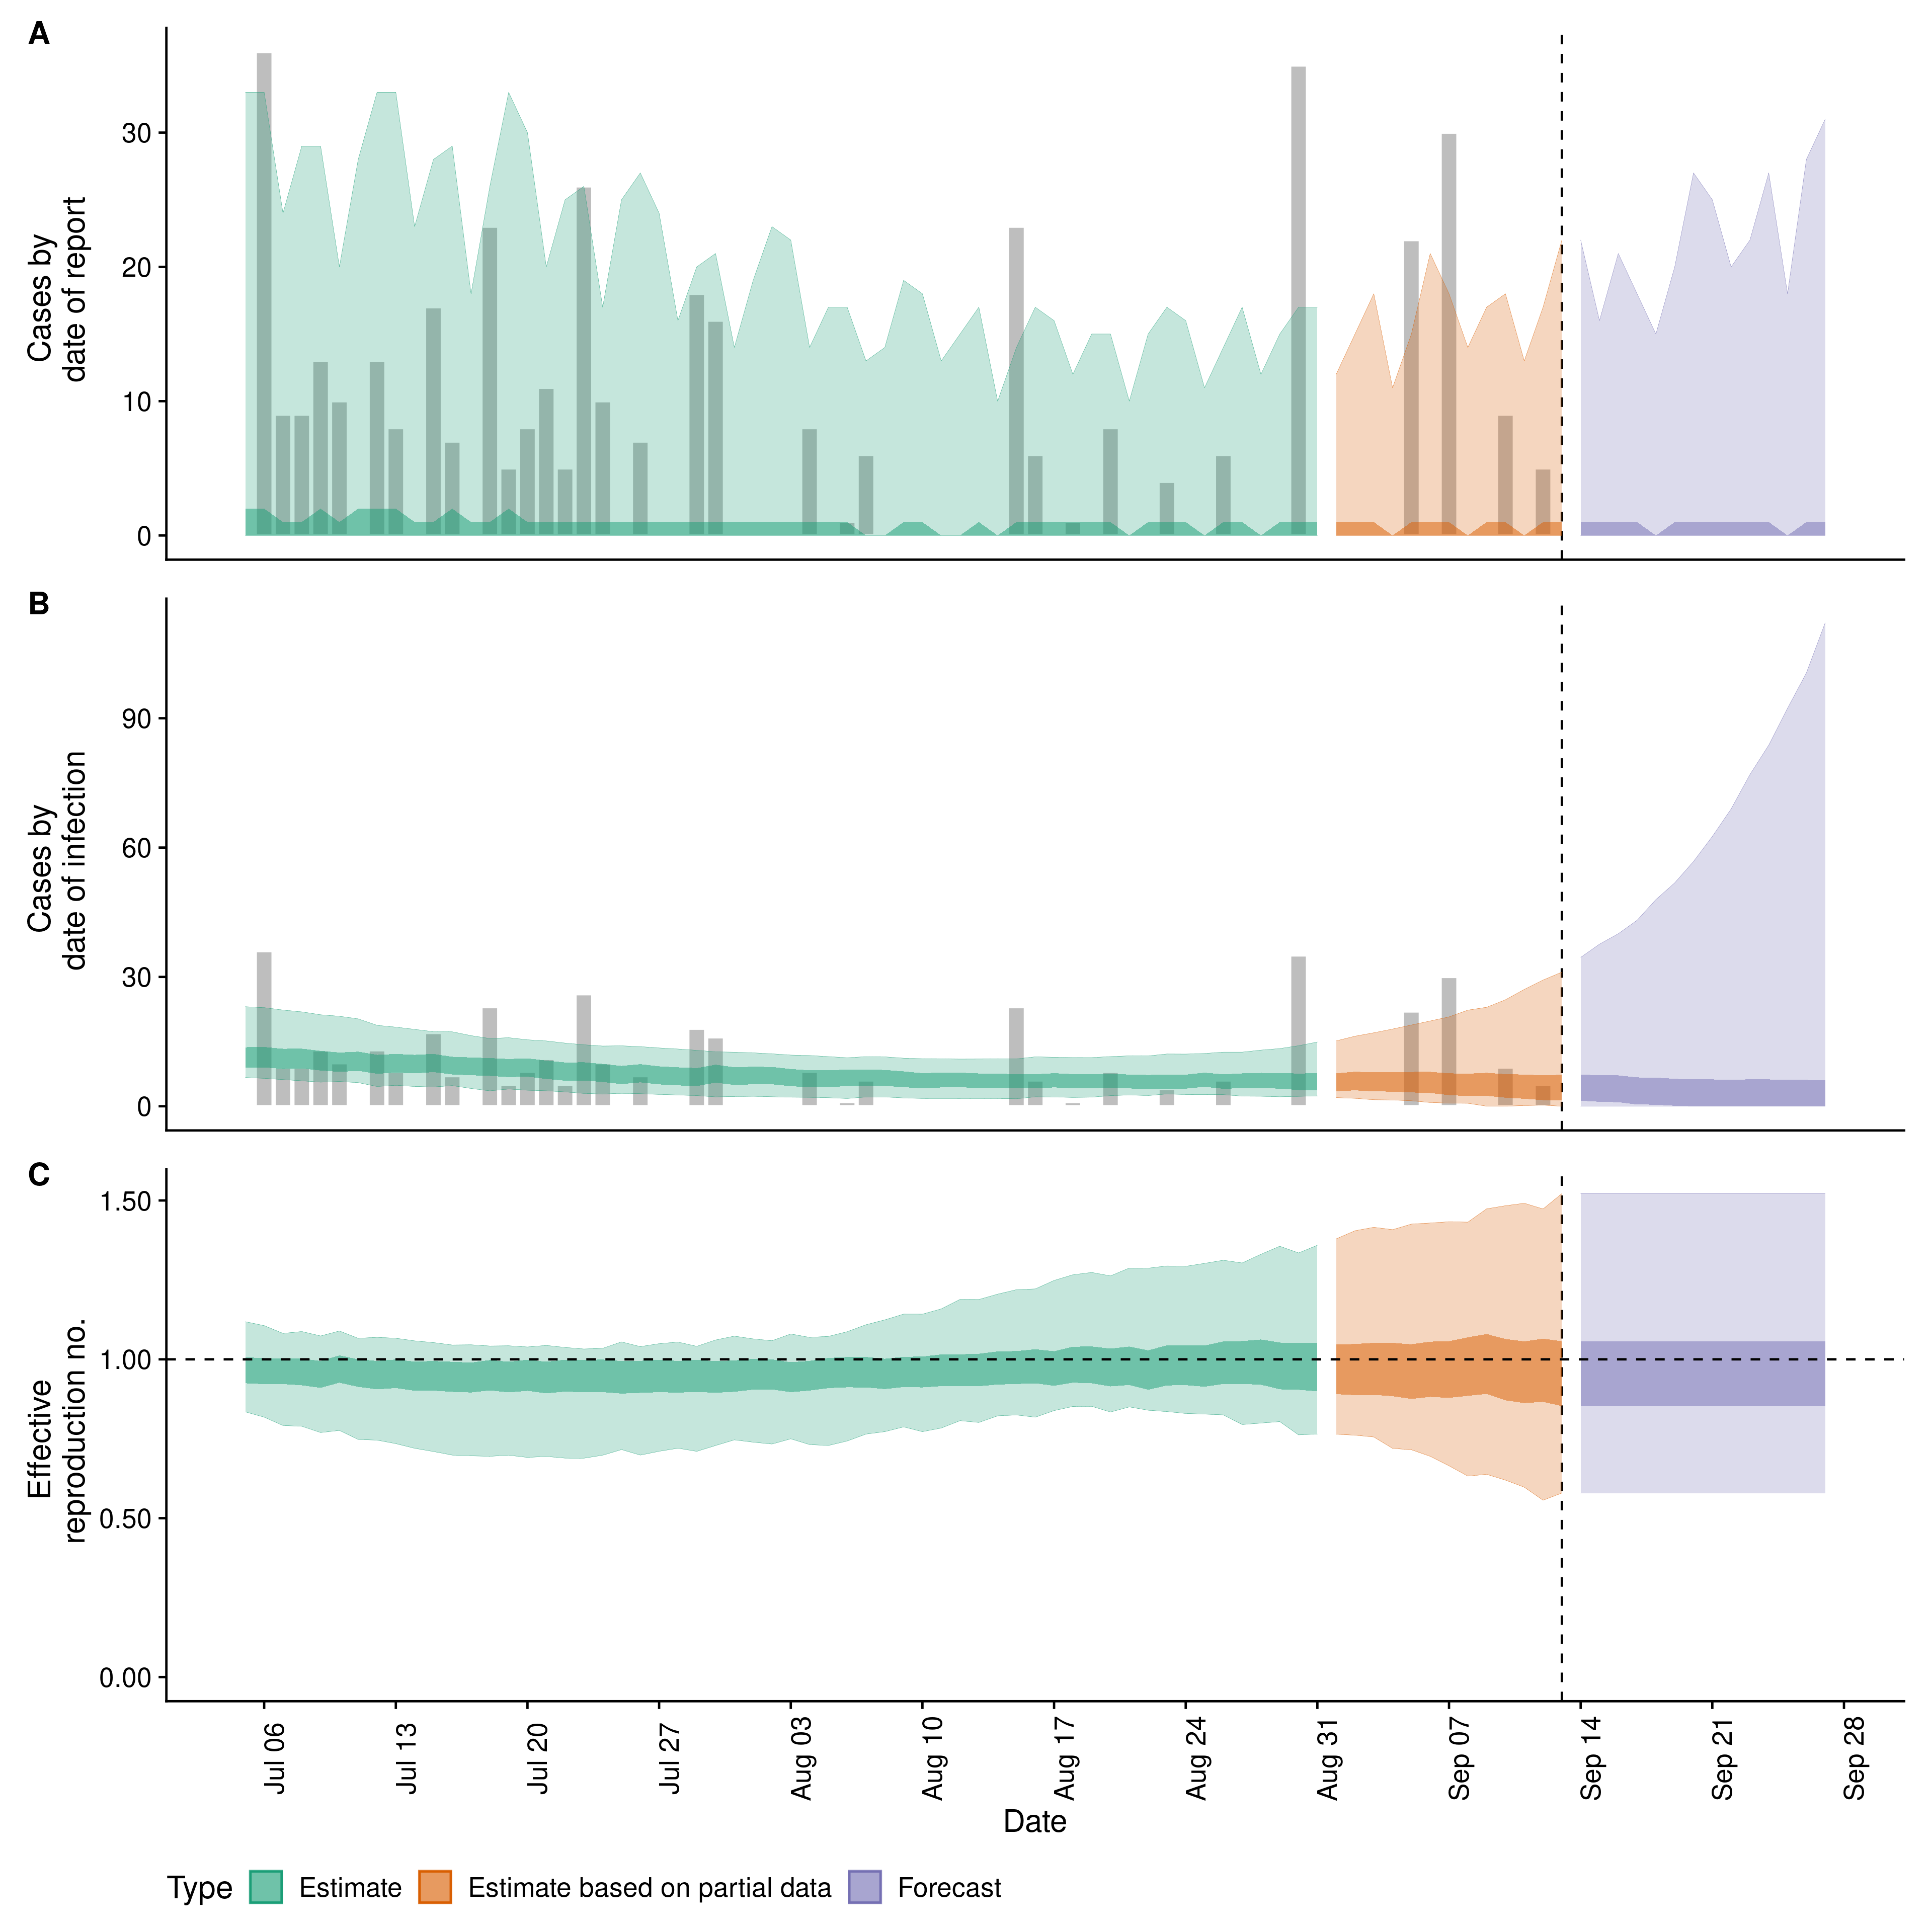 A
Cases by
date of report
30
20
10
0
B
Cases by
date of infection
90
60
30
0
C
Effective
reproduction no.
1.50
1.00
0.50
0.00
Jul 06
Jul 13
Jul 20
Jul 27
Aug 03
Aug 10
Aug 17
Aug 24
Aug 31
Sep 07
Sep 14
Sep 21
Sep 28
Date
Type Estimate Estimate based on partial data Forecast